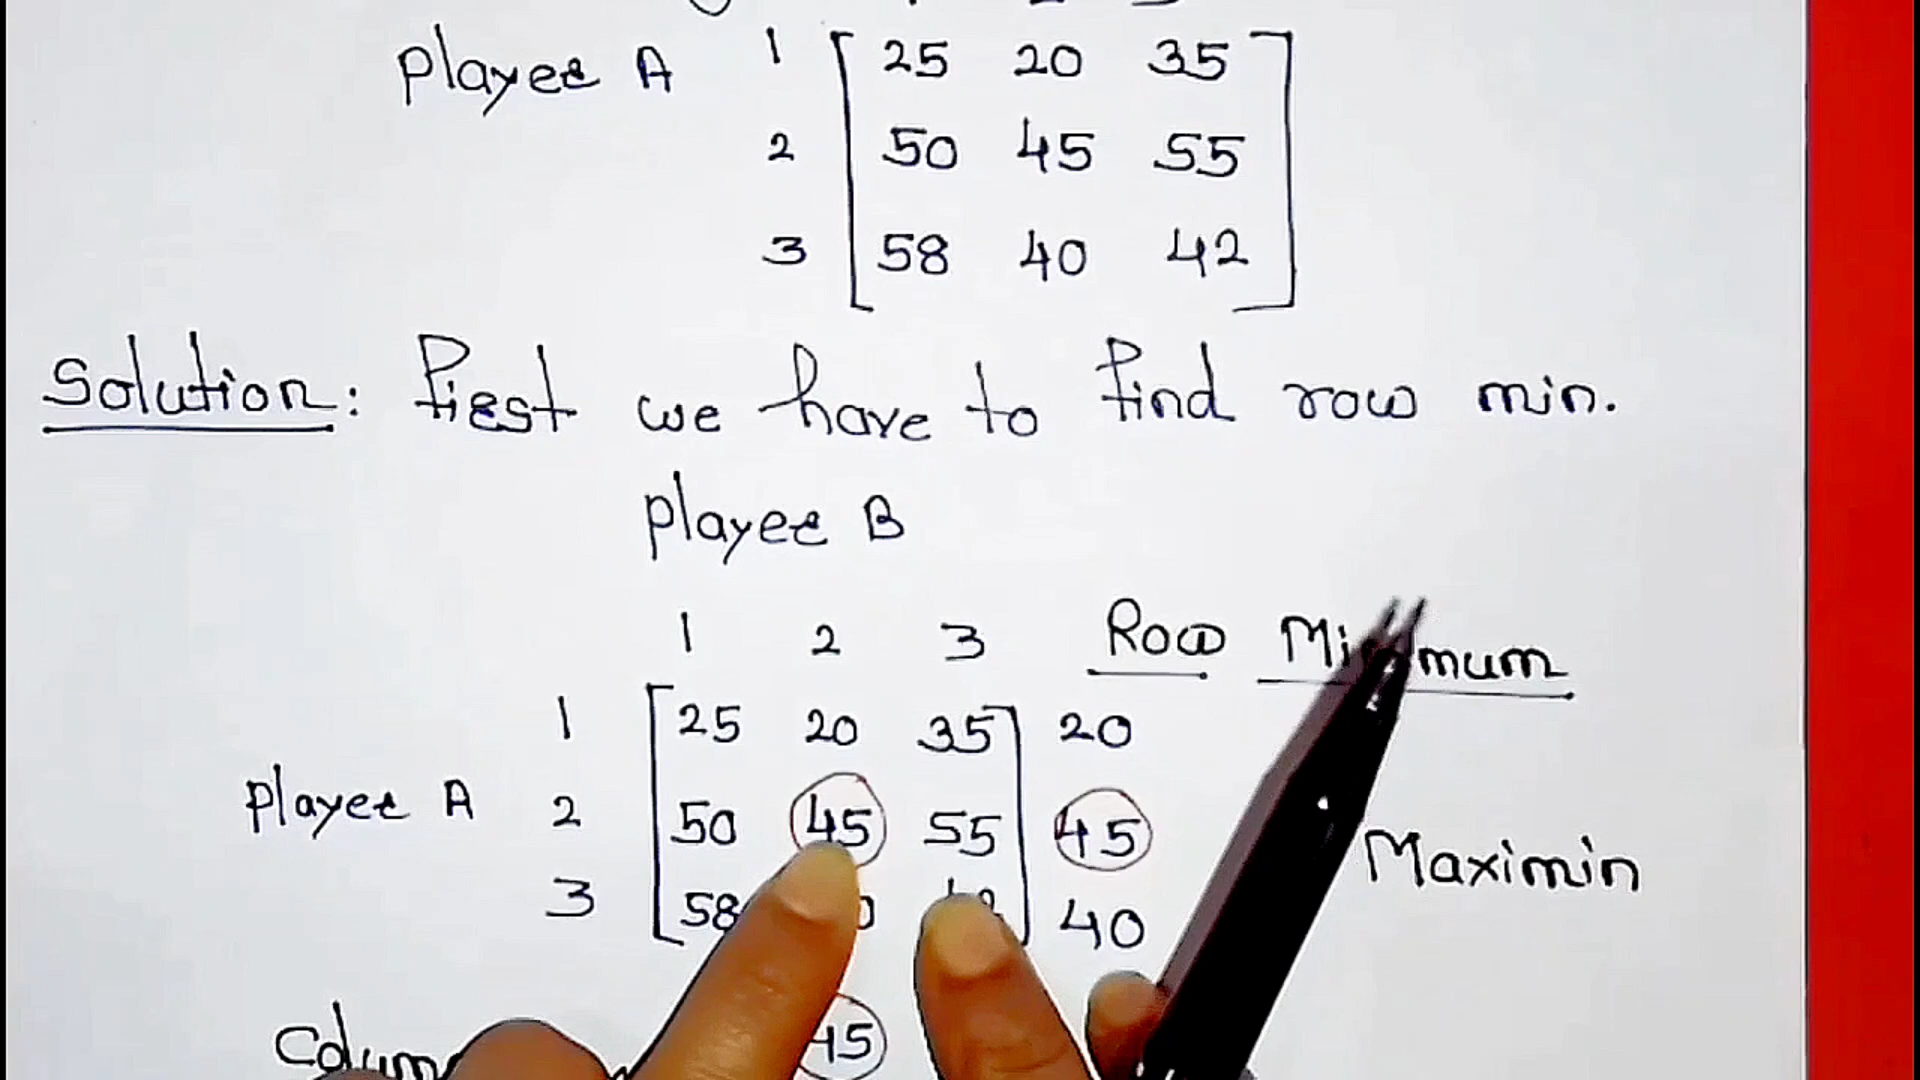 Player A 1 25 20 35
2 50 45 55
3 58 40 42
Solution: First we have to find row min.
Player B
1 2 3 Row
1 25 20 35 20
Player A 2 50 45 55 45 Maximin
3 58 40
45